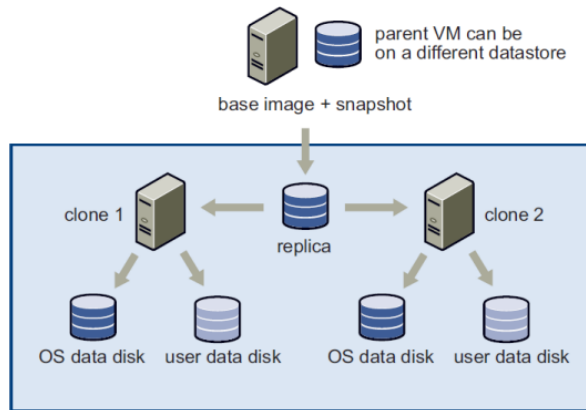 parent VM can be
on a different datastore
base image + snapshot
clone 1
clone 2
replica
OS data disk
user data disk
OS data disk
user data disk